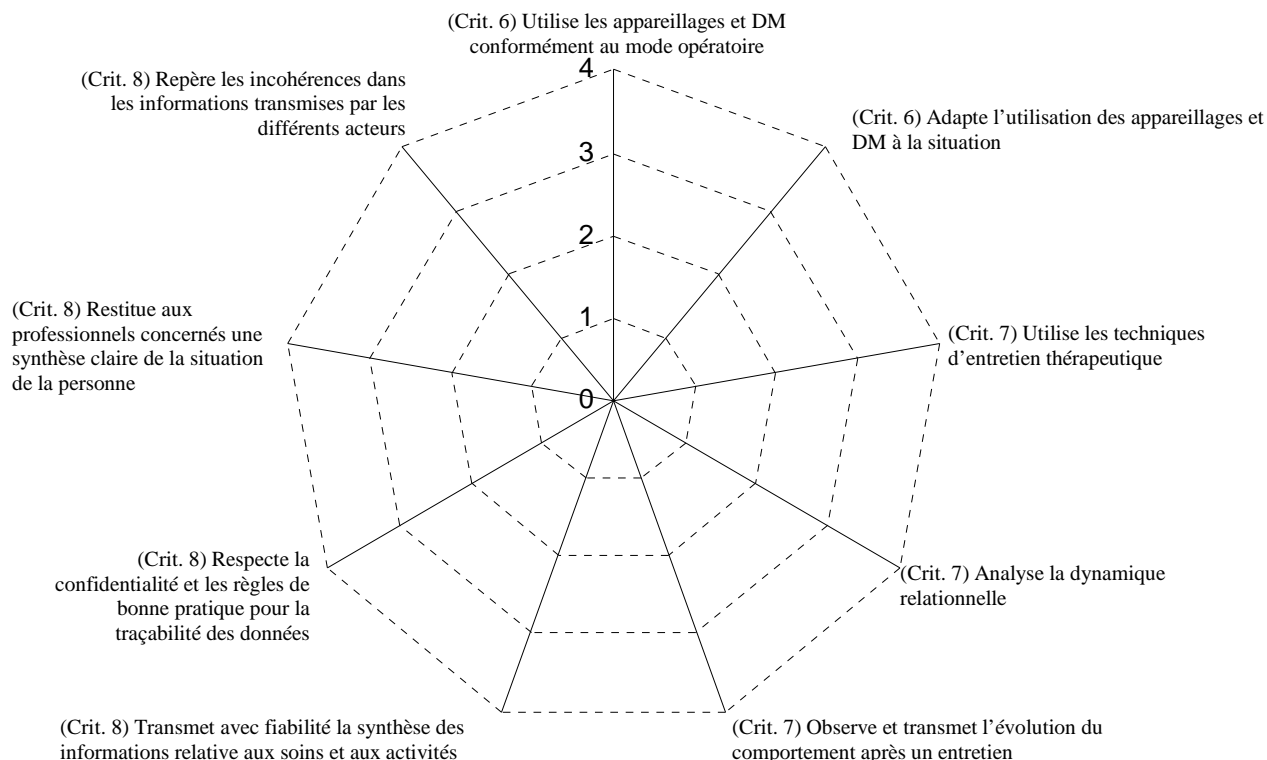 (Crit. 6) Utilise les appareillages et DM
conformément au mode opératoire
(Crit. 6) Adapte l’utilisation des appareillages et
DM à la situation
(Crit. 7) Utilise les techniques
d’entretien thérapeutique
(Crit. 7) Analyse la dynamique
relationnelle
(Crit. 7) Observe et transmet l’évolution du
comportement après un entretien
(Crit. 8) Transmet avec fiabilité la synthèse des
informations relative aux soins et aux activités
(Crit. 8) Respecte la
confidentialité et les règles de
bonne pratique pour la
traçabilité des données
(Crit. 8) Restitue aux
professionnels concernés une
synthèse claire de la situation
de la personne
(Crit. 8) Repère les incohérences dans
les informations transmises par les
différents acteurs
4
3
2
1
0